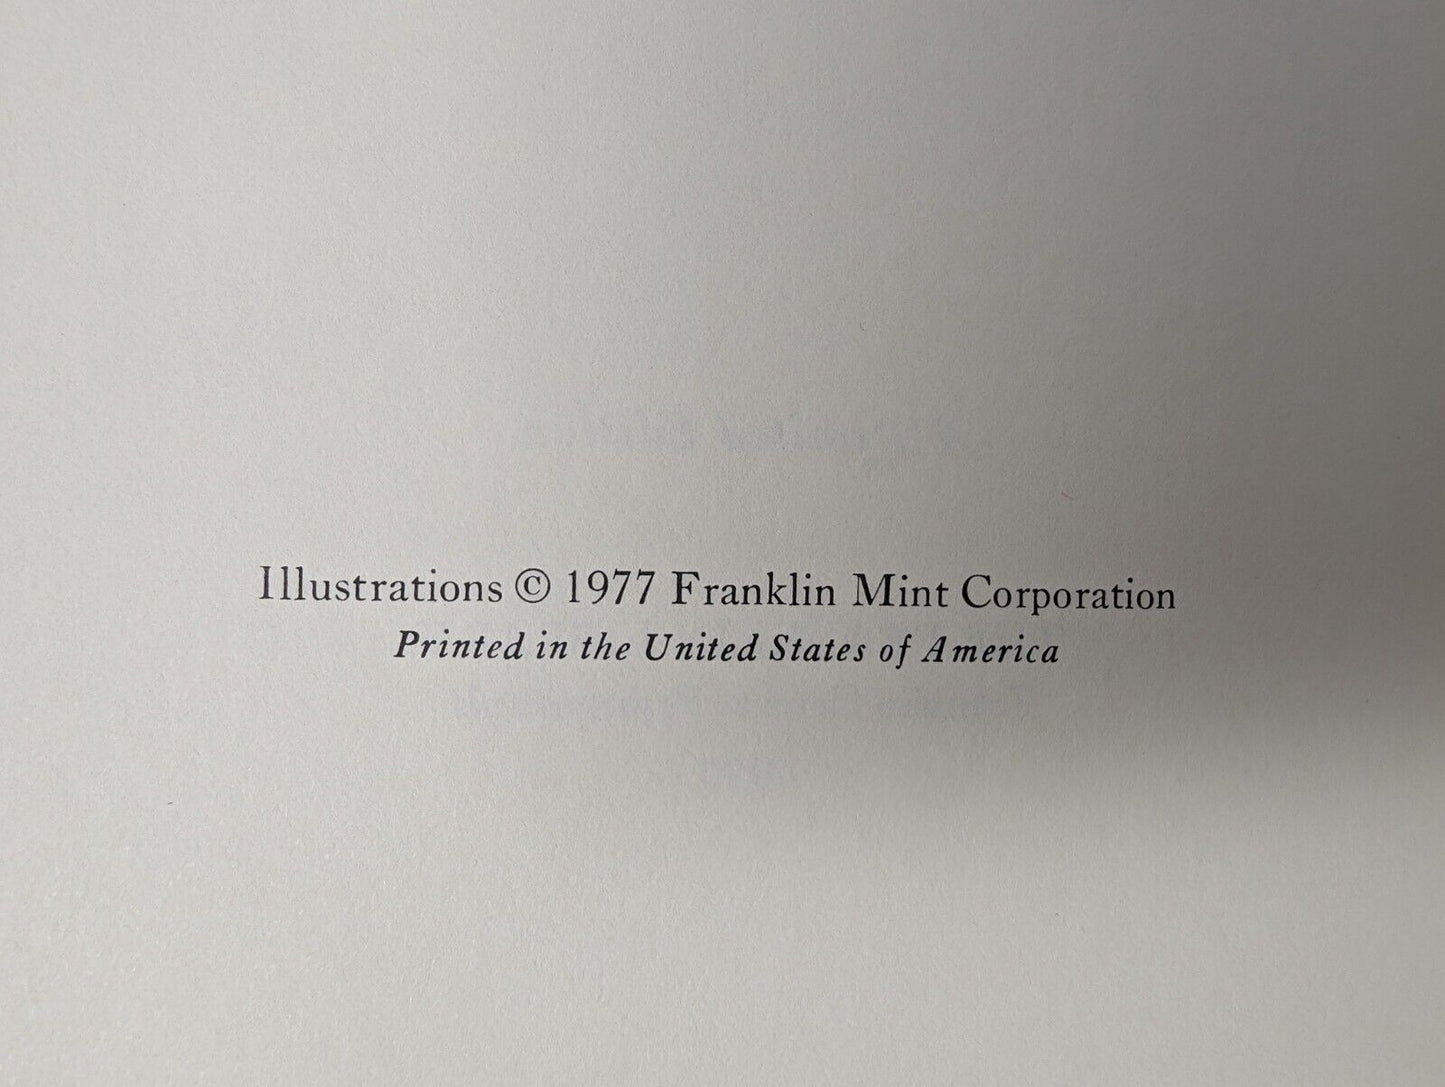 Illustrations © 1977 Franklin Mint Corporation
Printed in the United States of America